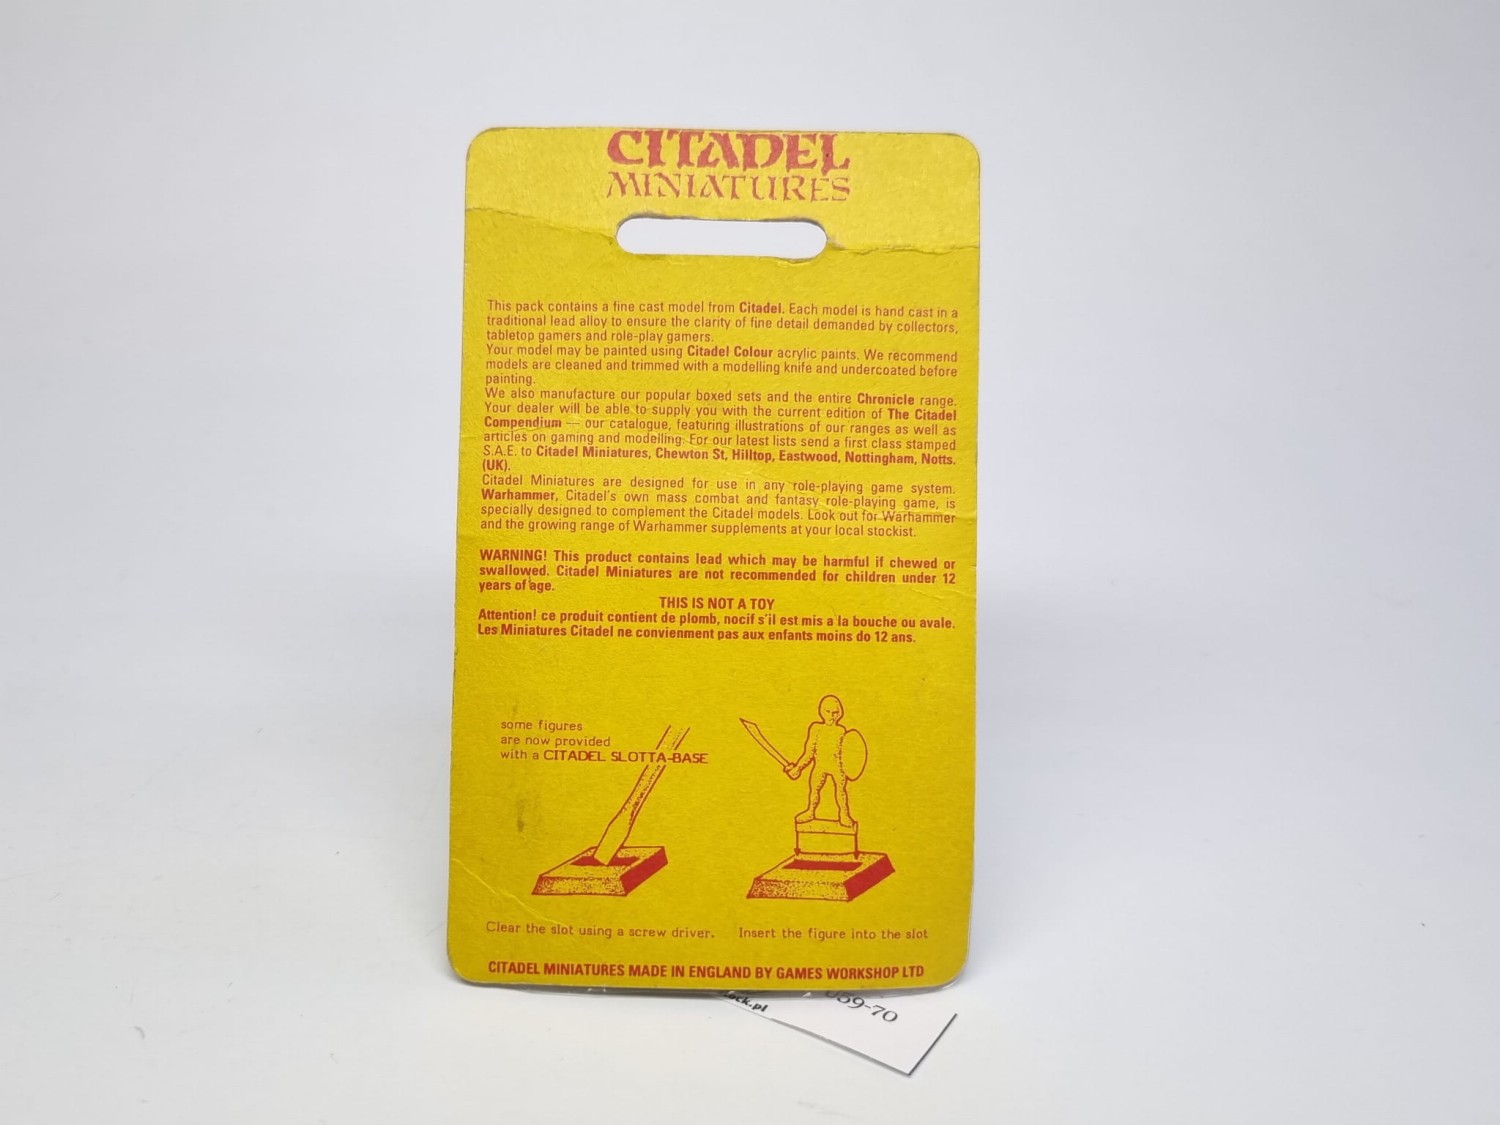 CITADEL
MINIATURES
This pack contains a fine cast model from Citadel. Each model is hand cast in a
traditional lead alloy to ensure the clarity of fine detail demanded by collectors,
tabletop gamers and role-play gamers.
Your model may be painted using Citadel Colour acrylic paints. We recommend
models are cleaned and trimmed with a modelling knife and undercoated before
painting.
We also manufacture our popular boxed sets and the entire Chronicle range.
Your dealer will be able to supply you with the current edition of The Citadel
Compendium — our catalogue, featuring illustrations of our ranges as well as
articles on gaming and modelling. For our latest lists send a first class stamped
S.A.E. to Citadel Miniatures, Chewton St, Hilltop, Eastwood, Nottingham, Notts.
(UK).
Citadel Miniatures are designed for use in any role-playing game system.
Warhammer, Citadel's own mass combat and fantasy role-playing game, is
specially designed to complement the Citadel models. Look out for Warhammer
and the growing range of Warhammer supplements at your local stockist.
WARNING! This product contains lead which may be harmful if chewed or
swallowed. Citadel Miniatures are not recommended for children under 12
years of age.
THIS IS NOT A TOY
Attention! ce produit contient de plomb, nocif s'il est mis a la bouche ou avale.
Les Miniatures Citadel ne convienment pas aux enfants moins do 12 ans.
some figures
are now provided
with a CITADEL SLOTTA-BASE
Clear the slot using a screw driver. Insert the figure into the slot
CITADEL MINIATURES MADE IN ENGLAND BY GAMES WORKSHOP LTD
059-70